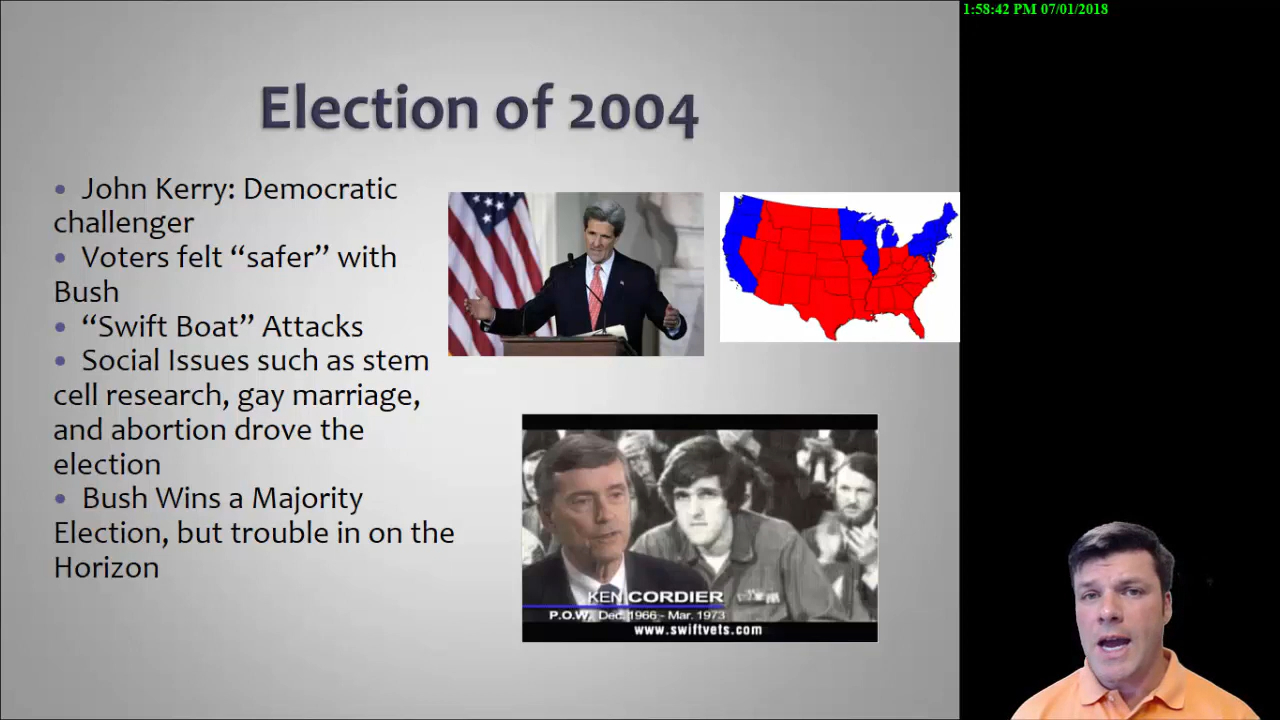 1:58:42 PM 07/01/2018
Election of 2004
• John Kerry: Democratic
challenger
• Voters felt “safer” with
Bush
• “Swift Boat” Attacks
• Social Issues such as stem
cell research, gay marriage,
and abortion drove the
election
• Bush Wins a Majority
Election, but trouble in on the
Horizon
KEN CORDIER
P.O.W. Dec. 1966 - Mar. 1973
www.swiftvets.com